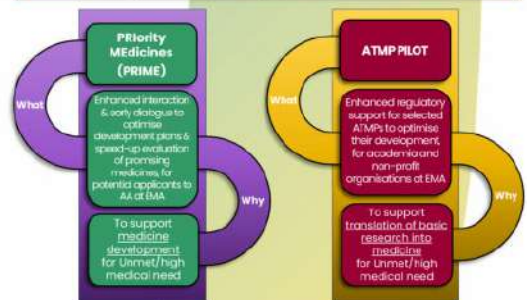 PRIority
MEdicines
(PRIME)
What
Enhanced interaction
& early dialogue to
optimise
development plans &
speed-up evaluation
of promising
medicines, for
potential applicants to
AA at EMA
Why
To support
medicine
development
for Unmet/high
medical need
ATMP PILOT
What
Enhanced regulatory
support for selected
ATMPs to optimise
their development,
for academia and
non-profit
organisations at EMA
Why
To support
translation of basic
research into
medicine
for Unmet/high
medical need